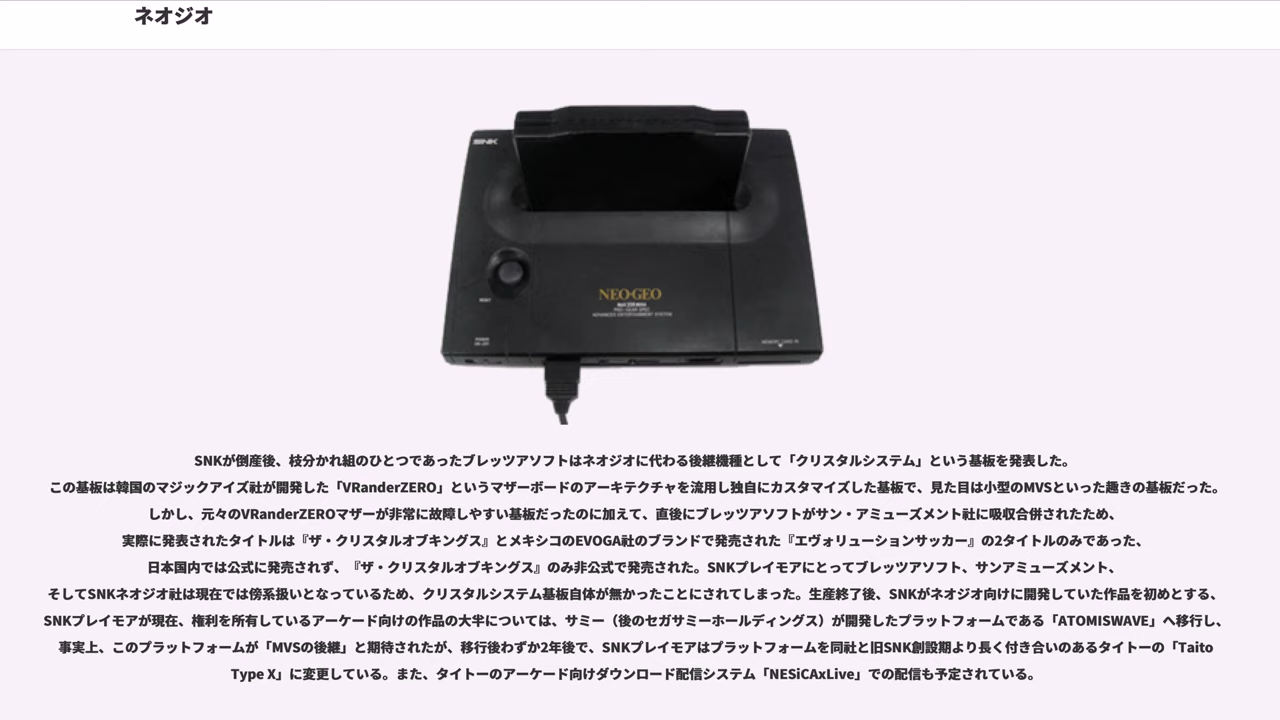 ネオジオ
SNK
RESET
NEO·GEO
MAX 330 MEGA
PRO-GEAR SPEC
ADVANCED ENTERTAINMENT SYSTEM
POWER
ON OFF
MEMORY CARD IN
SNKが倒産後、枝分かれ組のひとつであったブレッツアソフトはネオジオに代わる後継機種として「クリスタルシステム」という基板を発表した。
この基板は韓国のマジックアイズ社が開発した「VRanderZERO」というマザーボードのアーキテクチャを流用し独自にカスタマイズした基板で、見た目は小型のMVSといった趣きの基板だった。
しかし、元々のVRanderZEROマザーが非常に故障しやすい基板だったのに加えて、直後にブレッツアソフトがサン・アミューズメント社に吸収合併されたため、
実際に発表されたタイトルは『ザ・クリスタルオブキングス』とメキシコのEVOGA社のブランドで発売された『エヴォリューションサッカー』の2タイトルのみであった、
日本国内では公式に発売されず、『ザ・クリスタルオブキングス』のみ非公式で発売された。SNKプレイモアにとってブレッツアソフト、サンアミューズメント、
そしてSNKネオジオ社は現在では傍系扱いとなっているため、クリスタルシステム基板自体が無かったことにされてしまった。生産終了後、SNKがネオジオ向けに開発していた作品を初めとする、
SNKプレイモアが現在、権利を所有しているアーケード向けの作品の大半については、サミー（後のセガサミーホールディングス）が開発したプラットフォームである「ATOMISWAVE」へ移行し、
事実上、このプラットフォームが「MVSの後継」と期待されたが、移行後わずか2年後で、SNKプレイモアはプラットフォームを同社と旧SNK創設期より長く付き合いのあるタイトーの「Taito
Type X」に変更している。また、タイトーのアーケード向けダウンロード配信システム「NESiCAxLive」での配信も予定されている。